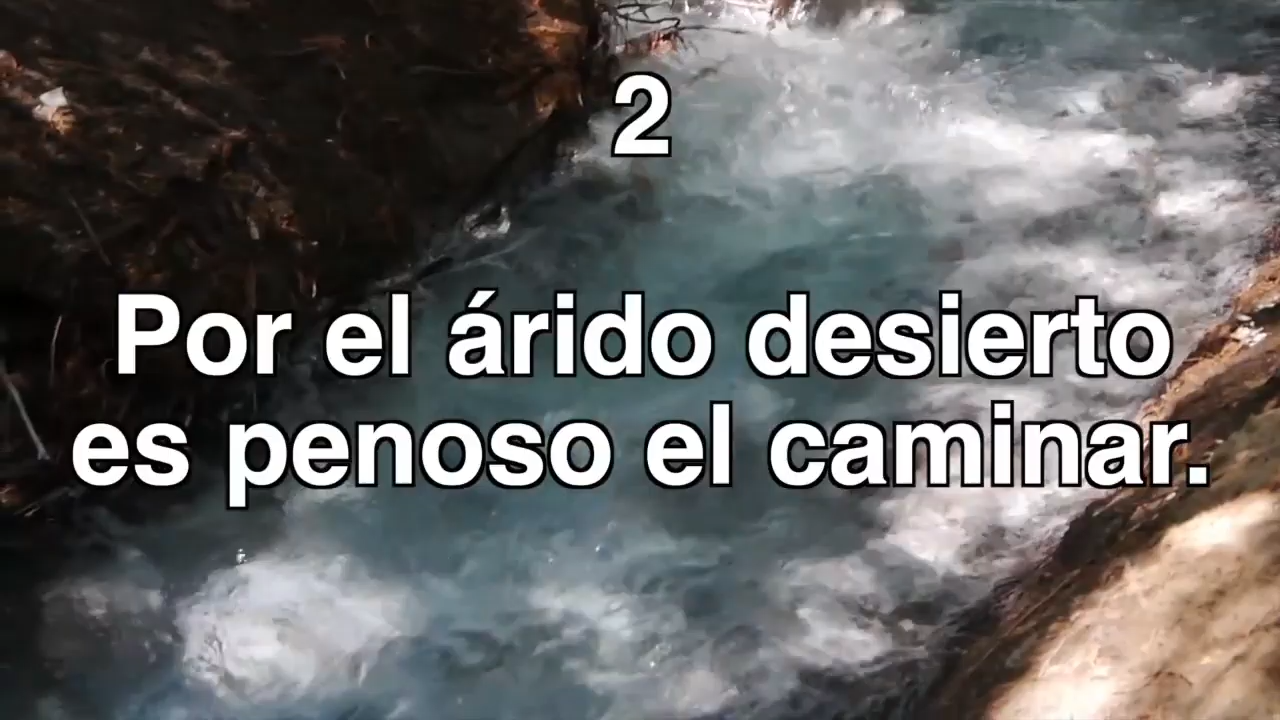 2
Por el árido desierto
es penoso el caminar.